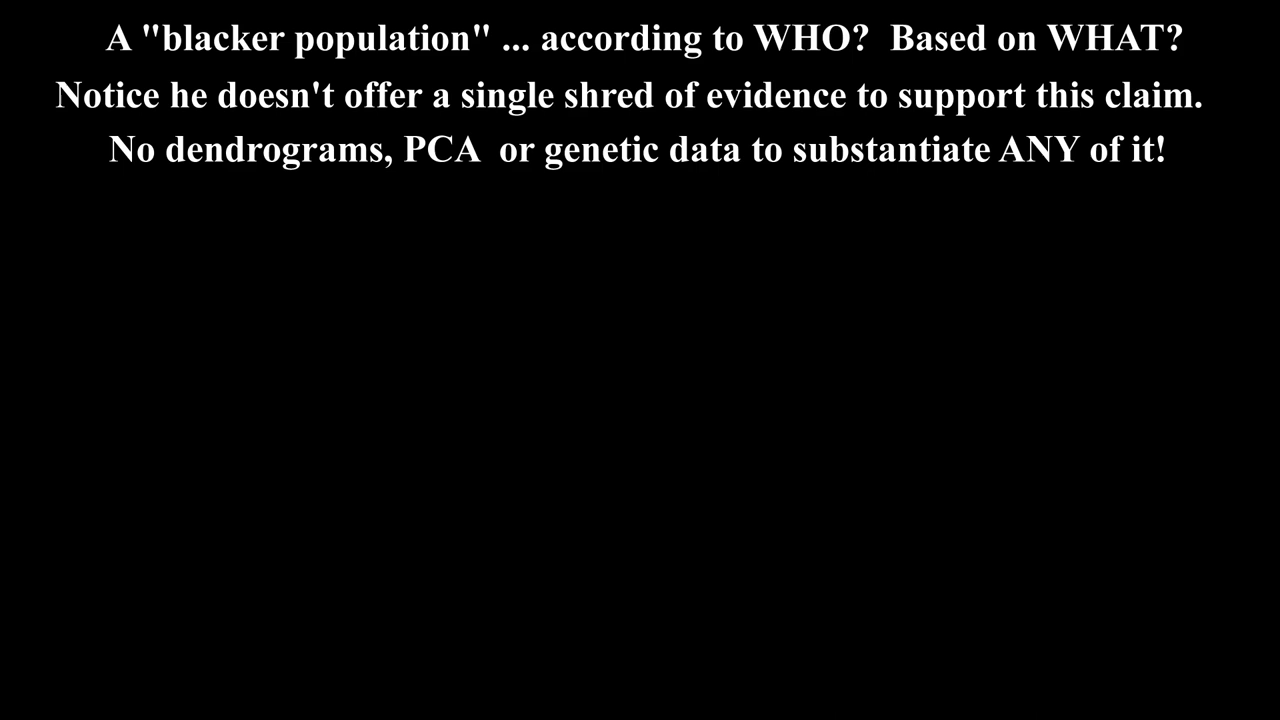 A "blacker population" ... according to WHO?  Based on WHAT?
Notice he doesn't offer a single shred of evidence to support this claim.
No dendrograms, PCA  or genetic data to substantiate ANY of it!